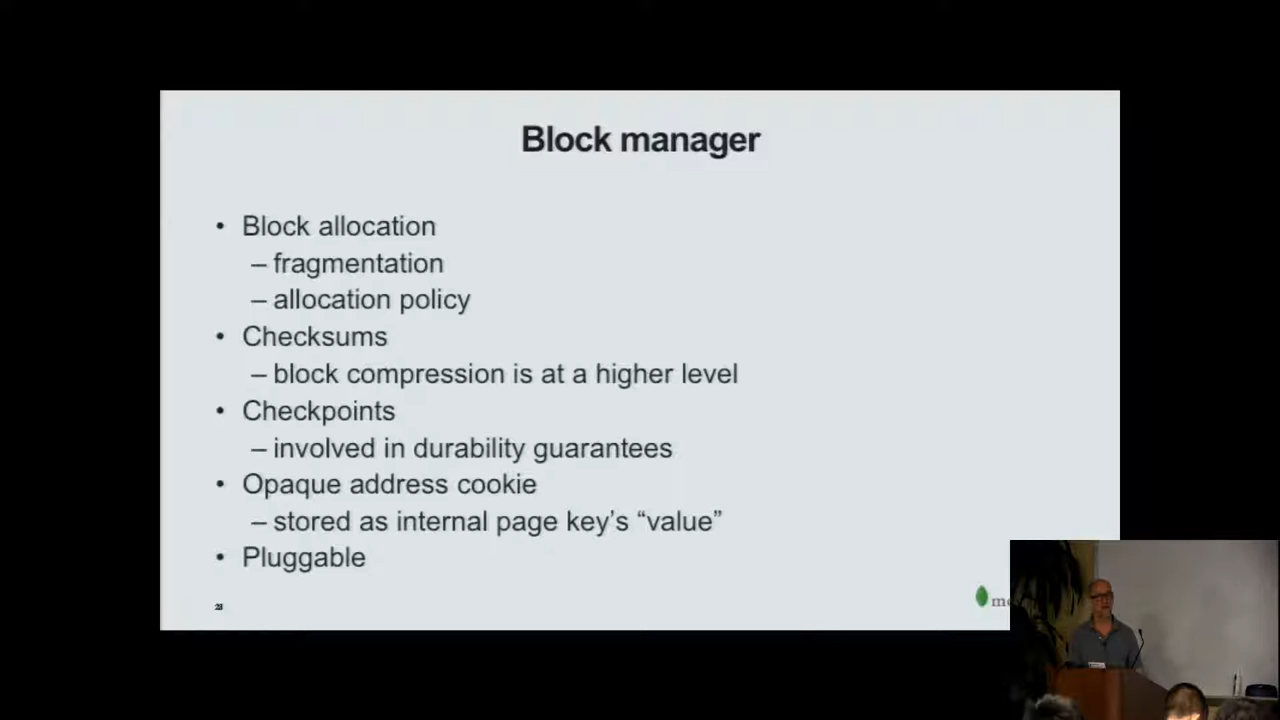 Block manager
• Block allocation
– fragmentation
– allocation policy
• Checksums
– block compression is at a higher level
• Checkpoints
– involved in durability guarantees
• Opaque address cookie
– stored as internal page key’s “value”
• Pluggable